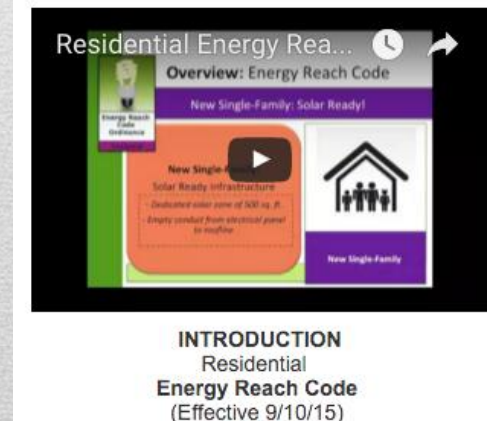 Residential Energy Rea...
Overview: Energy Reach Code
New Single-Family: Solar Ready!
Energy Reach
Code
Ordinance
New Single
Solar Ready Infrastructure
- Dedicated solar zone of 500 sq. ft.
- Empty conduit from electrical panel
to roofline
New Single-Family
INTRODUCTION
Residential
Energy Reach Code
(Effective 9/10/15)